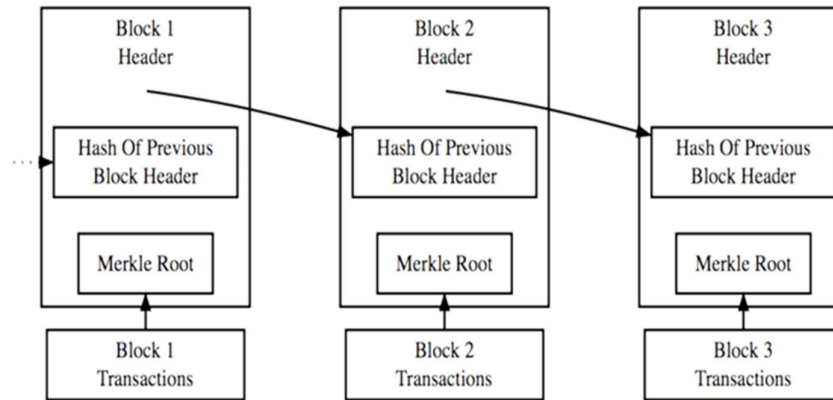 Block 1
Header
Hash Of Previous
Block Header
Merkle Root
Block 1
Transactions
Block 2
Header
Hash Of Previous
Block Header
Merkle Root
Block 2
Transactions
Block 3
Header
Hash Of Previous
Block Header
Merkle Root
Block 3
Transactions